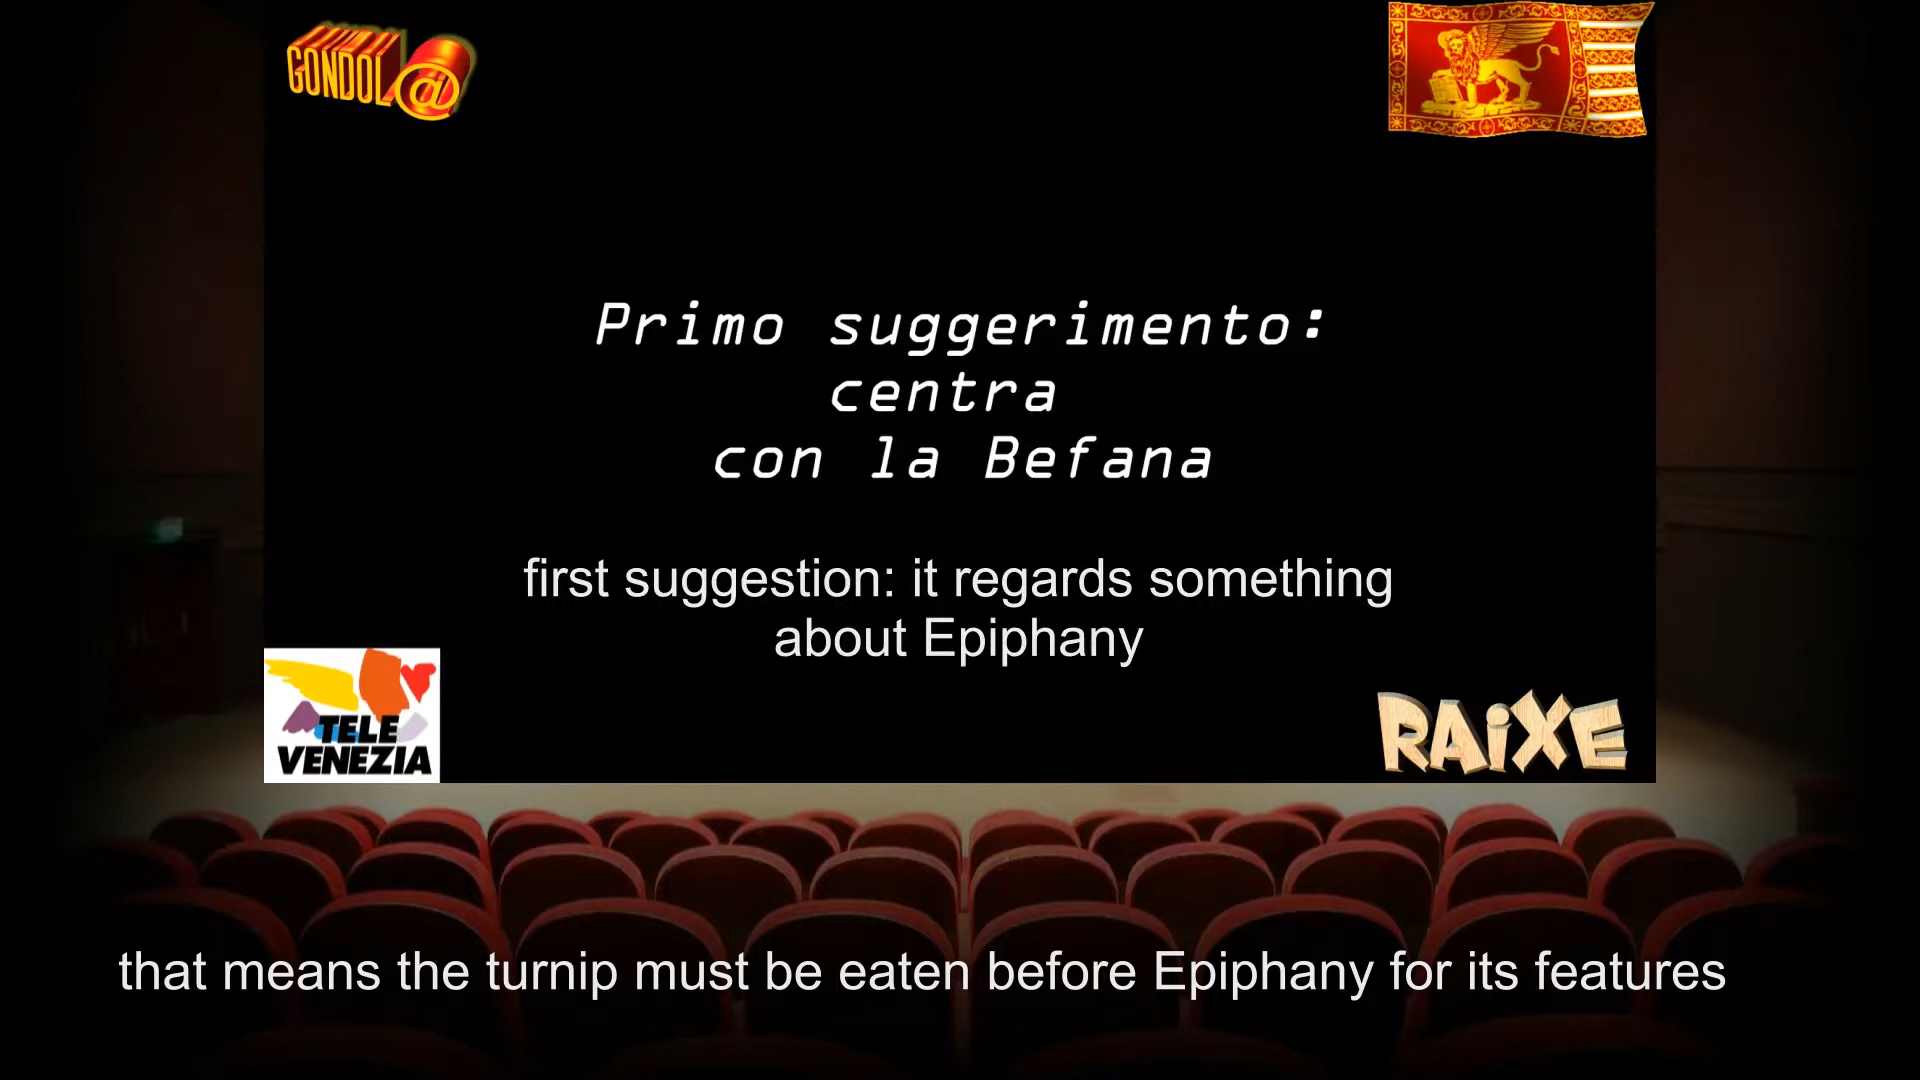 GONDOL@
Primo suggerimento:
centra
con la Befana
first suggestion: it regards something
about Epiphany
TELE
VENEZIA
RAiXE
that means the turnip must be eaten before Epiphany for its features